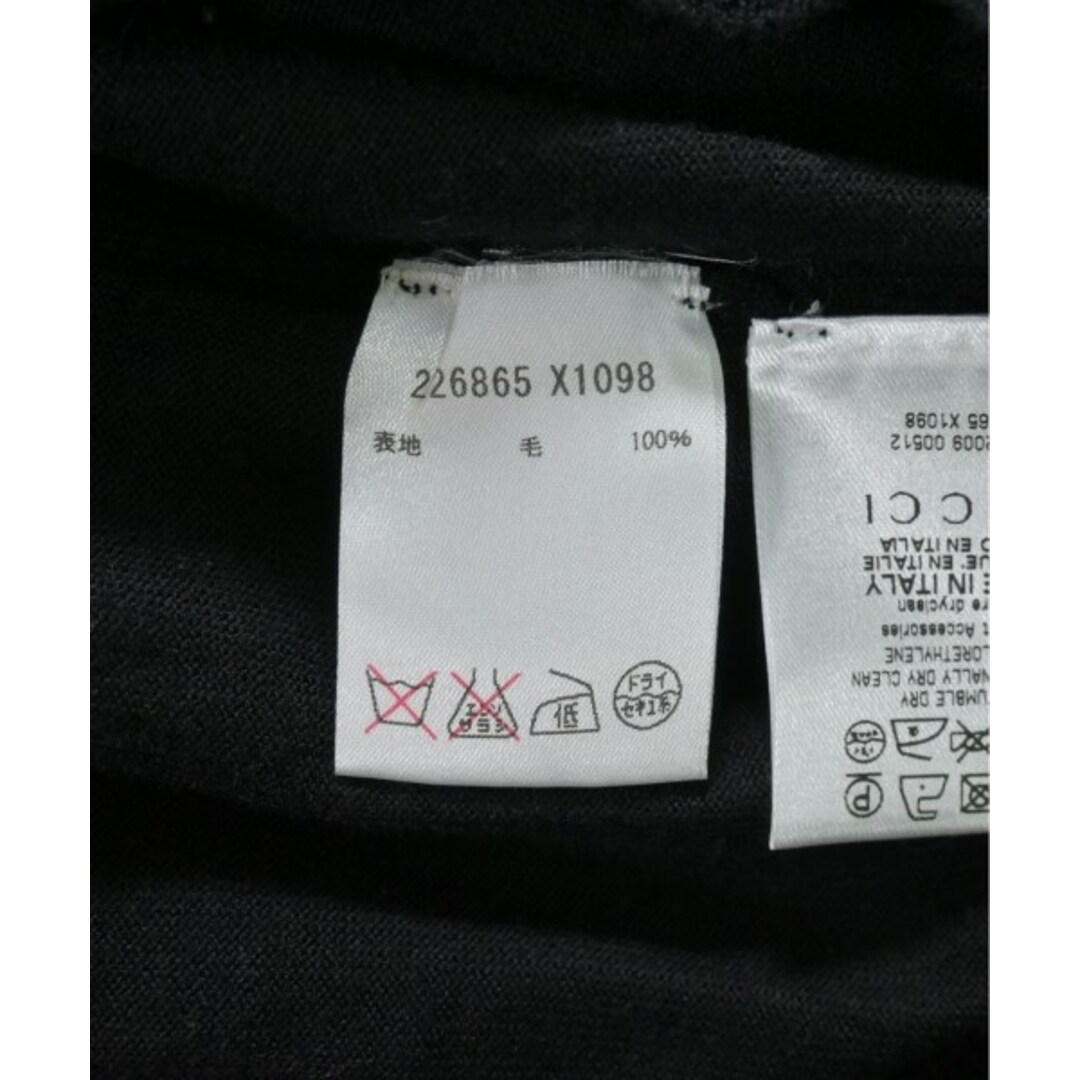 226865 X1098
表地 毛 100%
エンソ
サラシ
低
ドライ
セキユ系
UMBLE DRY
NALLY DRY CLEAN
LORETHYLENE
t Accessories
re dryclean
E IN ITALY
UE' EN ITALIE
O EN ITALIA
CCI
2009 00512
65 X1098
P